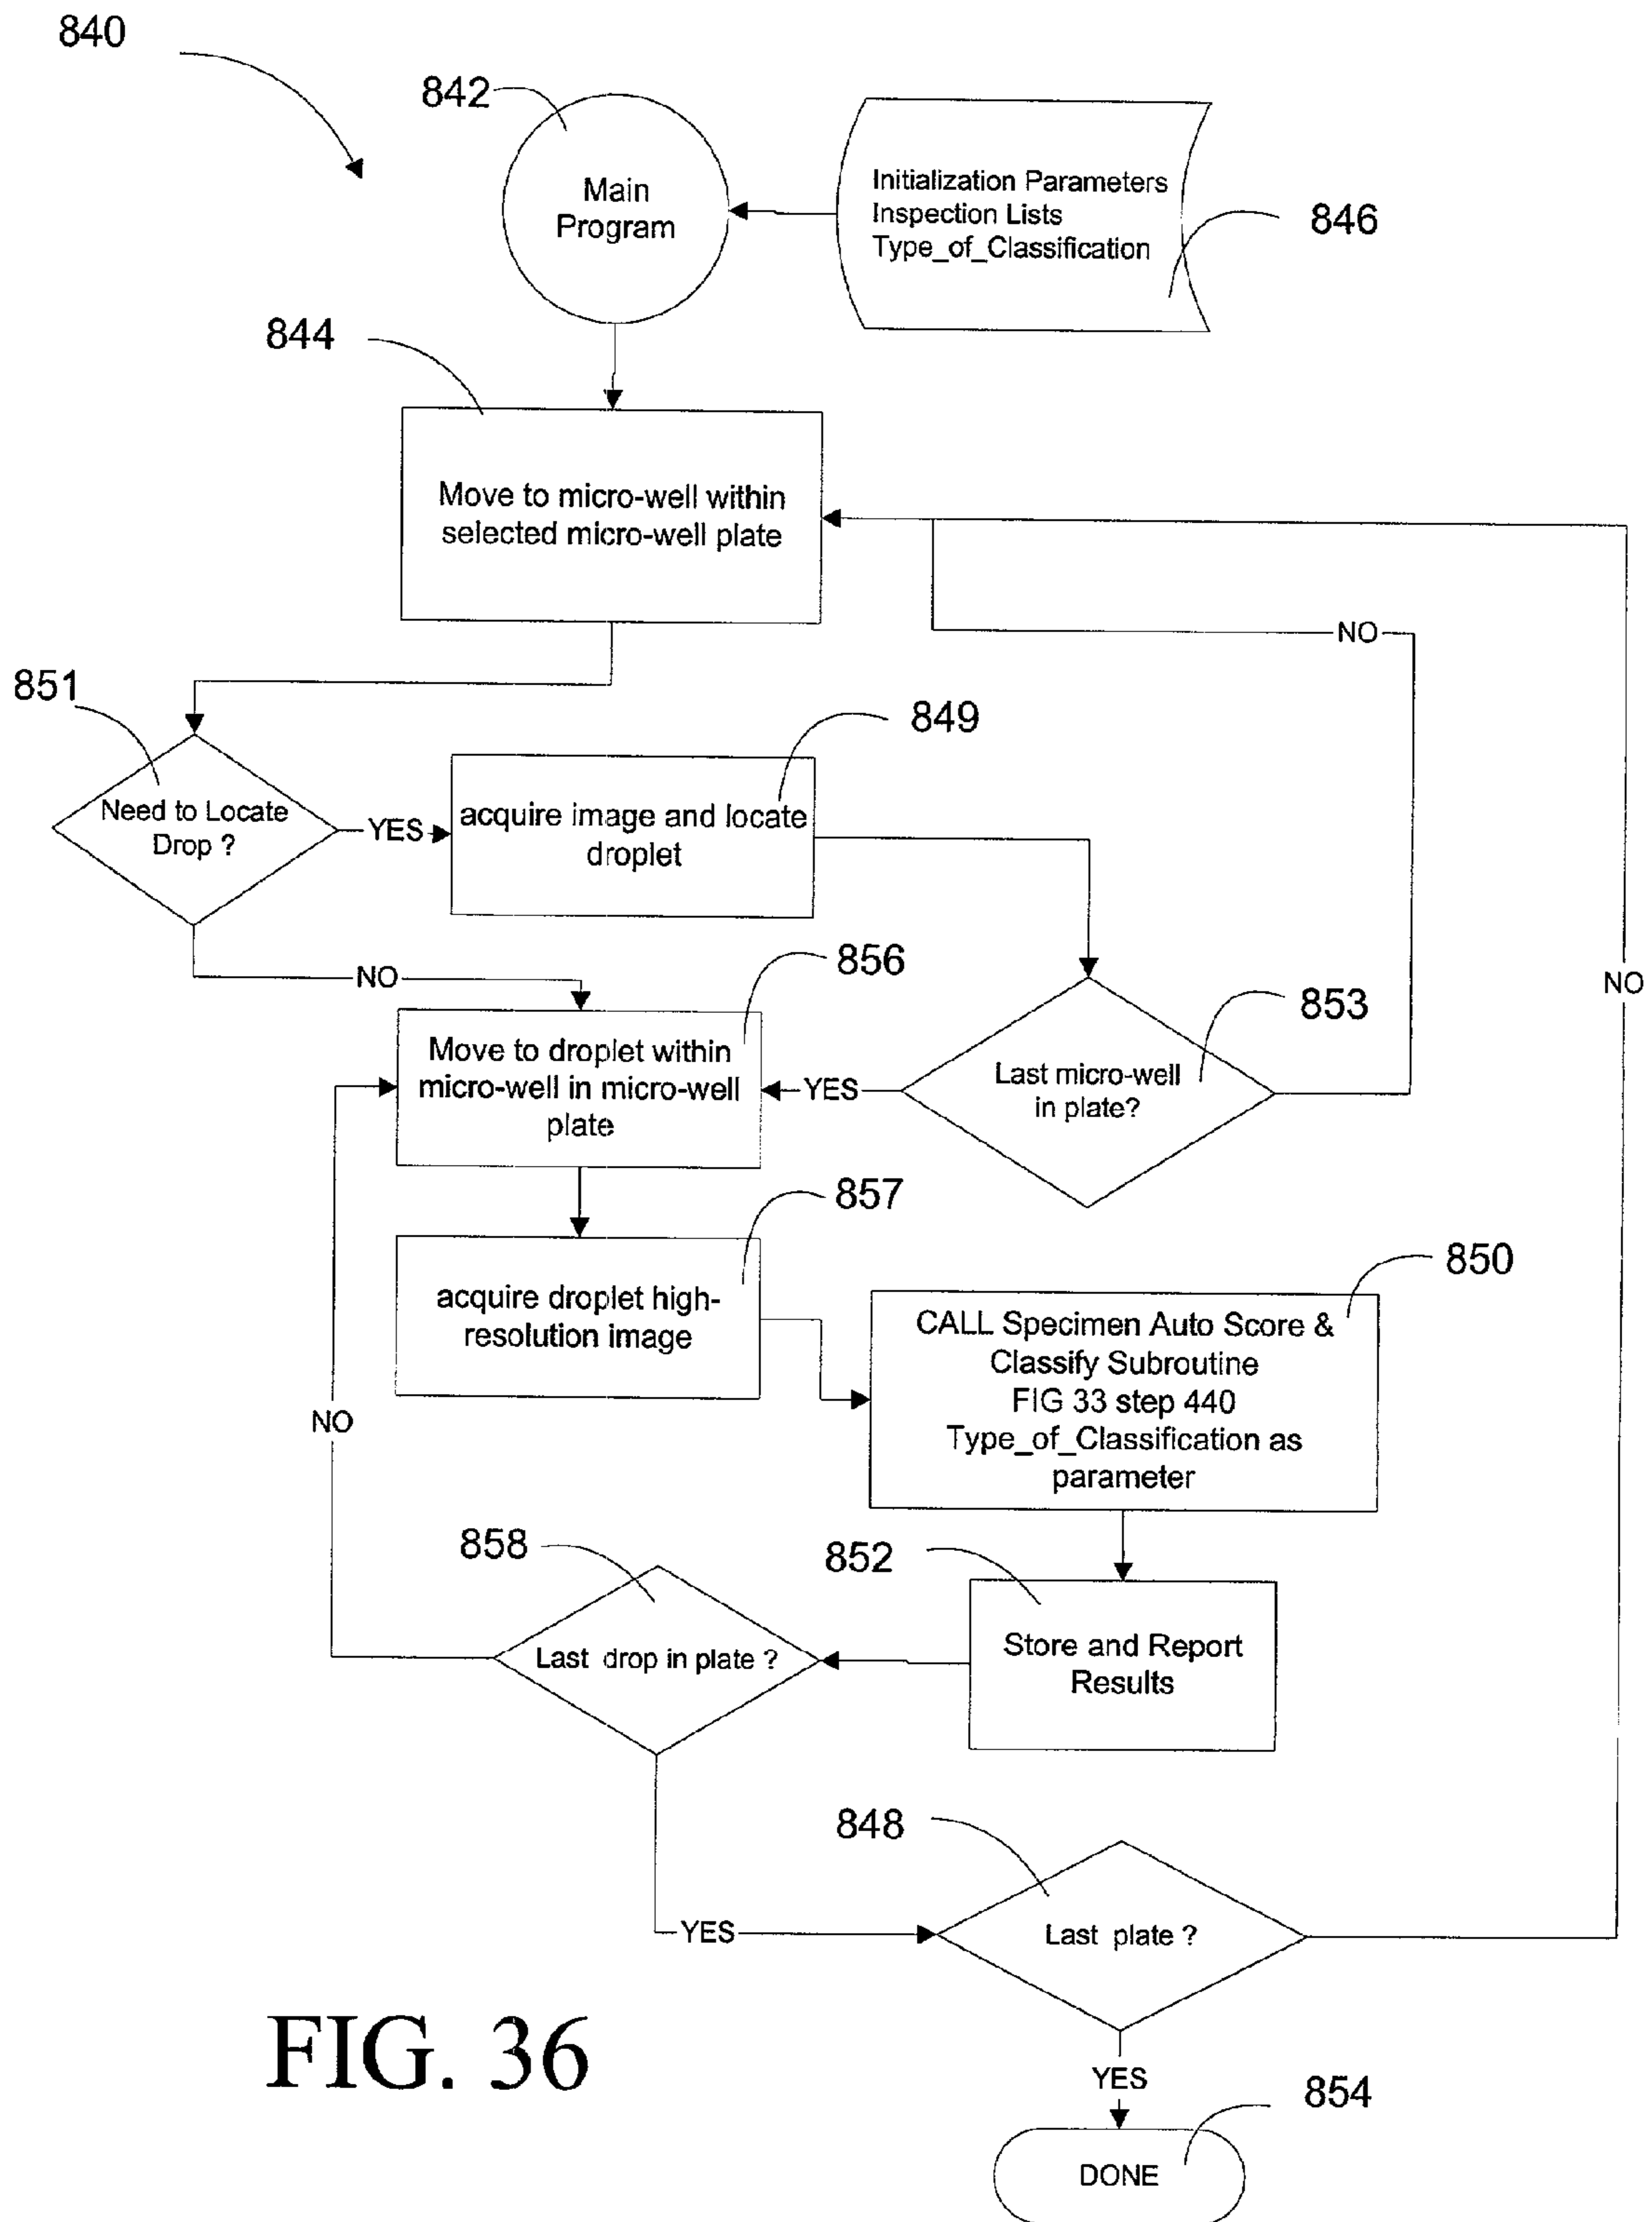 840
842
Main
Program
Initialization Parameters
Inspection Lists
Type_of_Classification
846
844
Move to micro-well within
selected micro-well plate
NO
851
Need to Locate
Drop ?
YES
849
acquire image and locate
droplet
NO
856
Move to droplet within
micro-well in micro-well
plate
YES
853
Last micro-well
in plate?
NO
857
acquire droplet high-
resolution image
850
CALL Specimen Auto Score &
Classify Subroutine
FIG 33 step 440
Type_of_Classification as
parameter
NO
858
Last drop in plate ?
852
Store and Report
Results
YES
848
Last plate ?
YES
854
DONE
FIG. 36